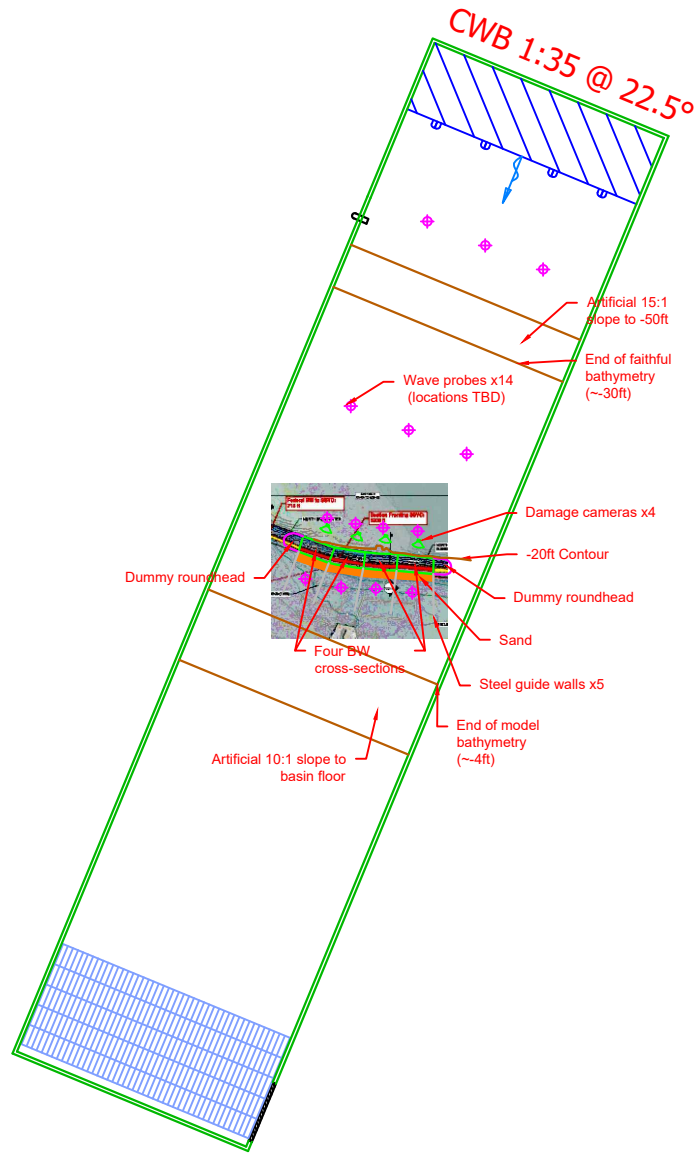 CWB 1:35 @ 22.5°
Artificial 15:1
slope to -50ft
End of faithful
bathymetry
(~-30ft)
Wave probes x14
(locations TBD)
Damage cameras x4
-20ft Contour
Dummy roundhead
Dummy roundhead
Sand
Four BW
cross-sections
Steel guide walls x5
End of model
bathymetry
(~-4ft)
Artificial 10:1 slope to
basin floor